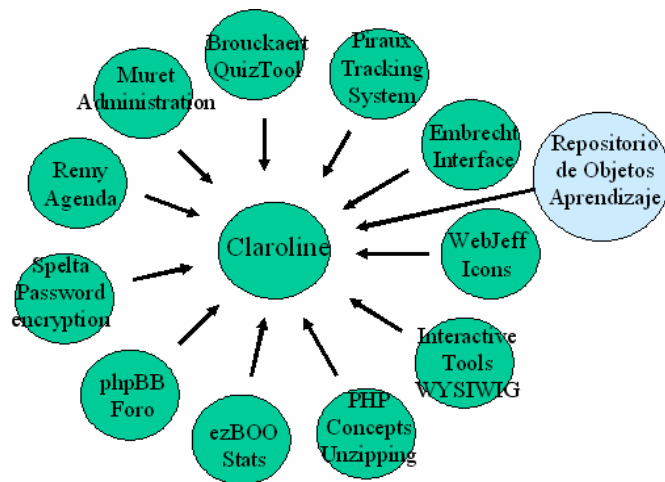 Brouckaert
QuizTool
Piraux
Tracking
System
Muret
Administration
Embrecht
Interface
Repositorio
de Objetos
Aprendizaje
Remy
Agenda
Claroline
WebJeff
Icons
Spelta
Password
encryption
Interactive
Tools
WYSIWIG
phpBB
Foro
ezBOO
Stats
PHP
Concepts
Unzipping